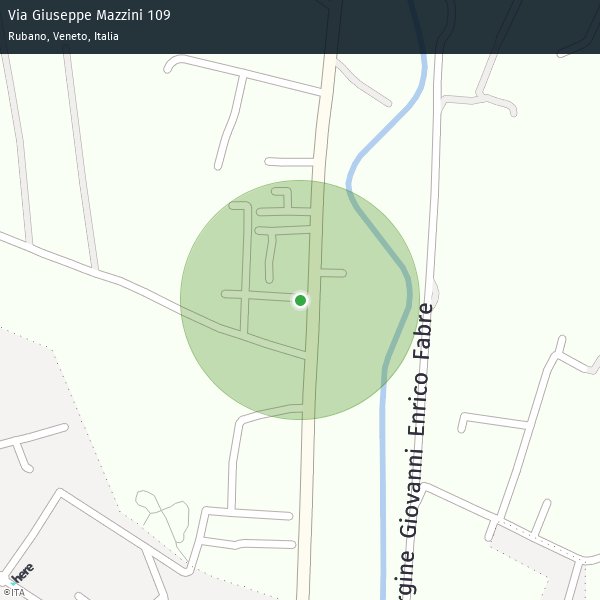 Via Giuseppe Mazzini 109
Rubano, Veneto, Italia
rgine Giovanni Enrico Fabre
here
©ITA